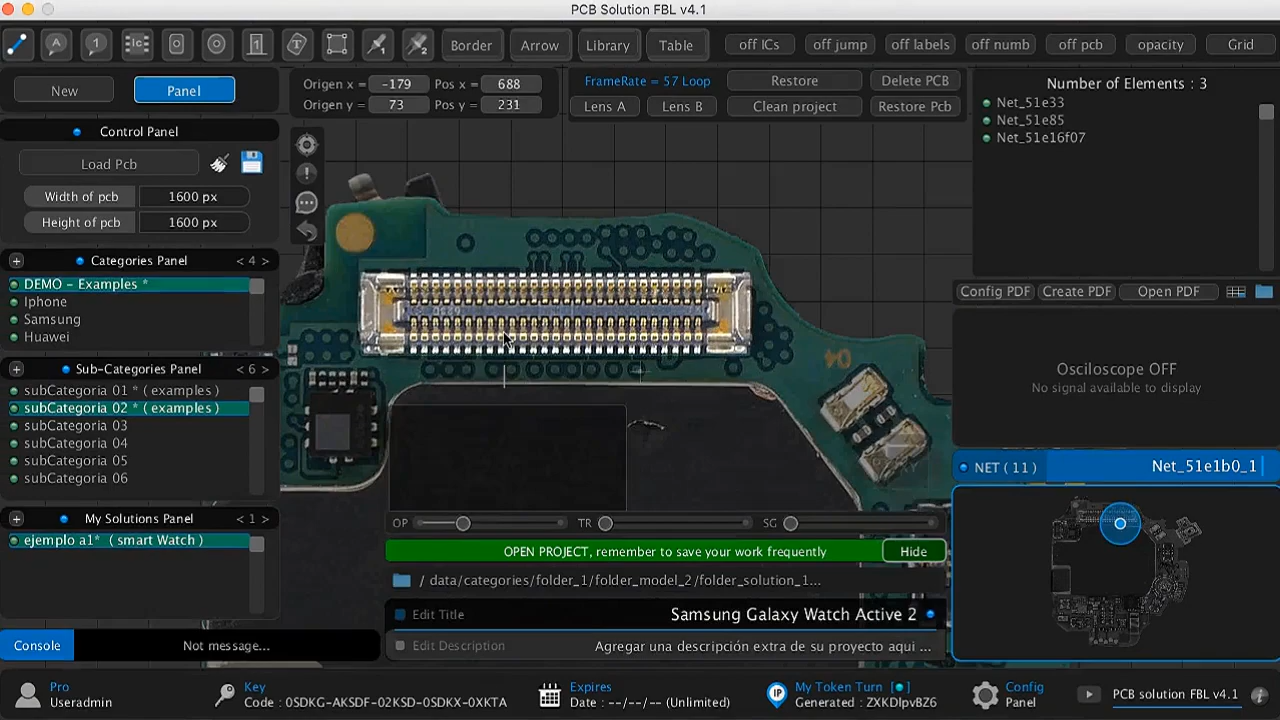 PCB Solution FBL v4.1
A
1
Ic
1
T
1
2
Border
Arrow
Library
Table
off ICs
off jump
off labels
off numb
off pcb
opacity
Grid
New
Panel
Origen x = -179 Pos x = 688
Origen y = 73 Pos y = 231
FrameRate = 57 Loop
Lens A
Lens B
Restore
Clean project
Delete PCB
Restore Pcb
Number of Elements : 3
Net_51e33
Net_51e85
Net_51e16f07
Control Panel
Load Pcb
Width of pcb 1600 px
Height of pcb 1600 px
+ Categories Panel < 4 >
DEMO - Examples *
Iphone
Samsung
Huawei
+ Sub-Categories Panel < 6 >
subCategoria 01 * ( examples )
subCategoria 02 * ( examples )
subCategoria 03
subCategoria 04
subCategoria 05
subCategoria 06
+ My Solutions Panel < 1 >
ejemplo a1* ( smart Watch )
Console
Not message...
04
Config PDF
Create PDF
Open PDF
Oscilloscope OFF
No signal available to display
NET ( 11 ) Net_51e1b0_1
OP
TR
SG
OPEN PROJECT, remember to save your work frequently
Hide
/ data/categories/folder_1/folder_model_2/folder_solution_1...
Edit Title
Samsung Galaxy Watch Active 2
Edit Description
Agregar una descripción extra de su proyecto aqui ...
Pro
Useradmin
Key
Code : 0SDKG-AKSDF-02KSD-0SDKX-0XKTA
Expires
Date : --/--/-- (Unlimited)
IP
My Token Turn [ ]
Generated : ZXKDlpvBZ6
Config
Panel
PCB solution FBL v4.1